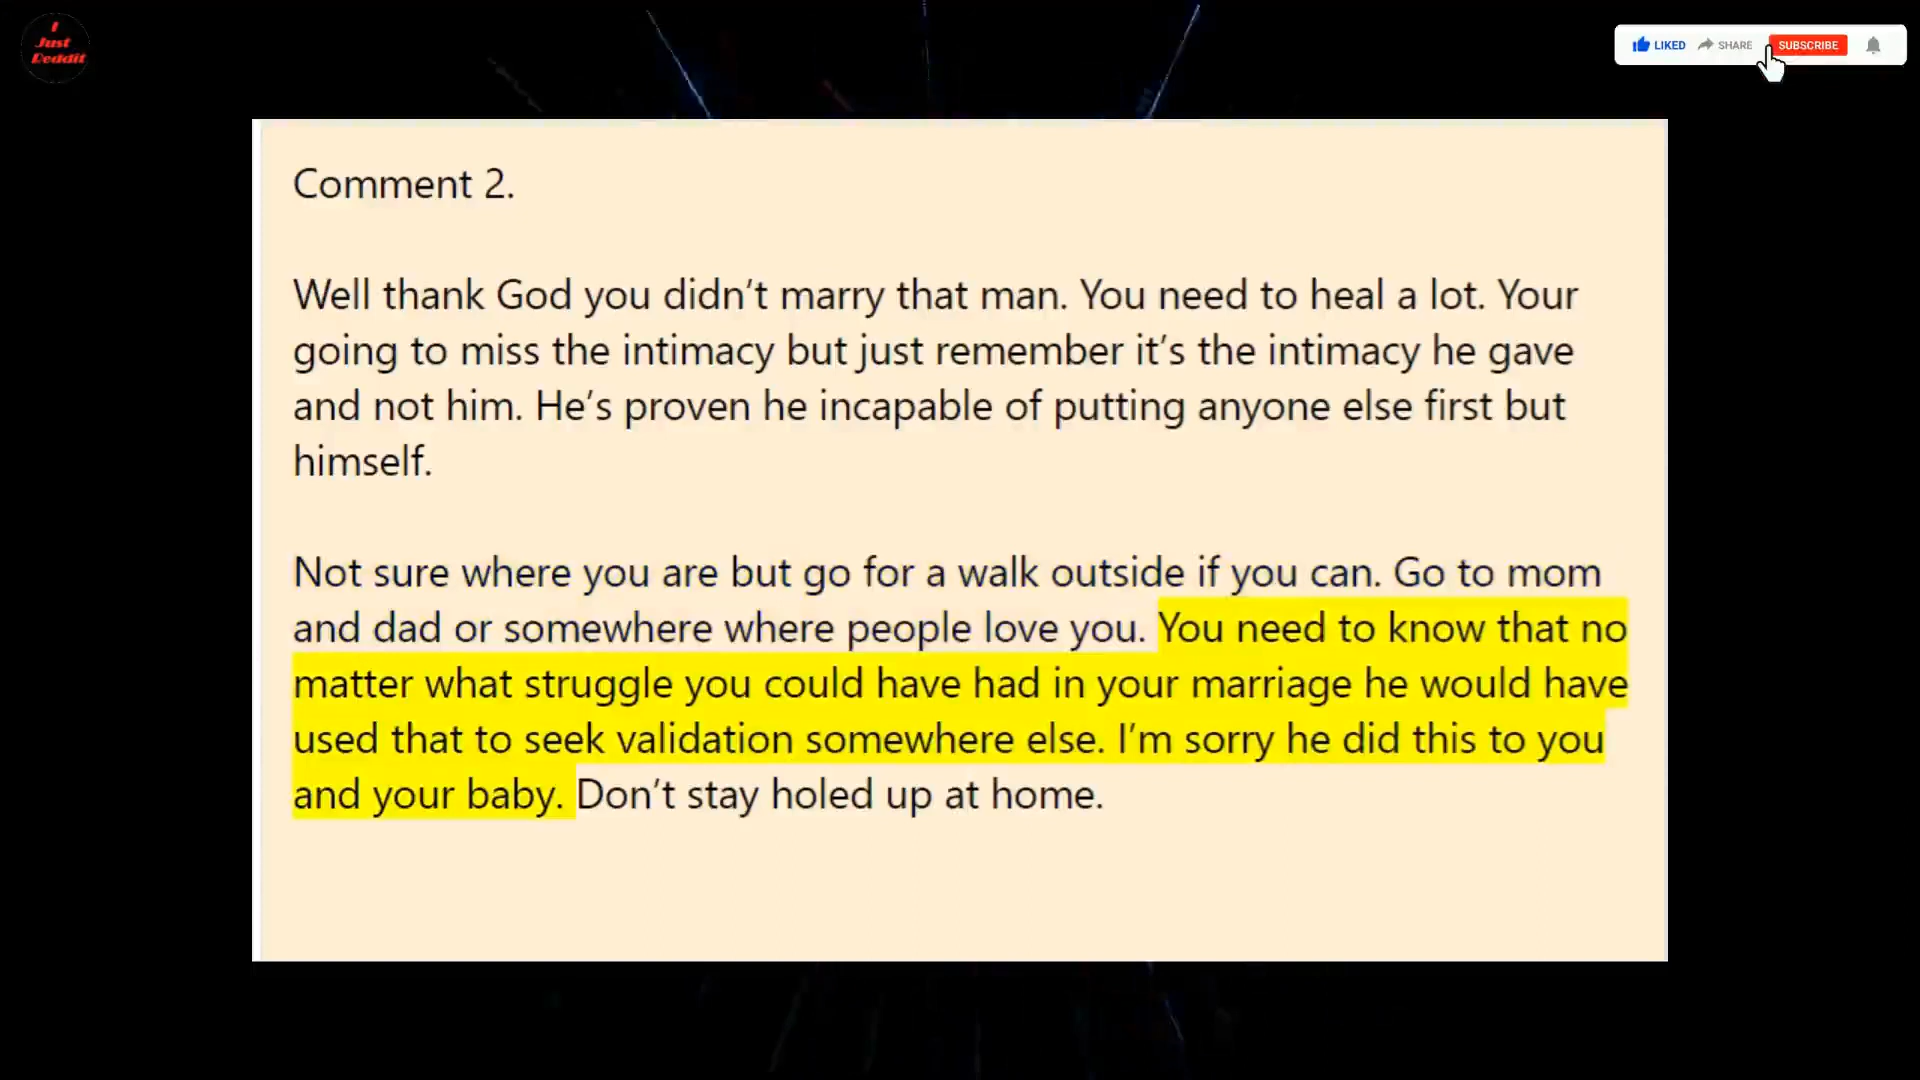 I
Just
Reddit
LIKED SHARE SUBSCRIBE
Comment 2.
Well thank God you didn’t marry that man. You need to heal a lot. Your
going to miss the intimacy but just remember it’s the intimacy he gave
and not him. He’s proven he incapable of putting anyone else first but
himself.
Not sure where you are but go for a walk outside if you can. Go to mom
and dad or somewhere where people love you. You need to know that no
matter what struggle you could have had in your marriage he would have
used that to seek validation somewhere else. I’m sorry he did this to you
and your baby. Don’t stay holed up at home.